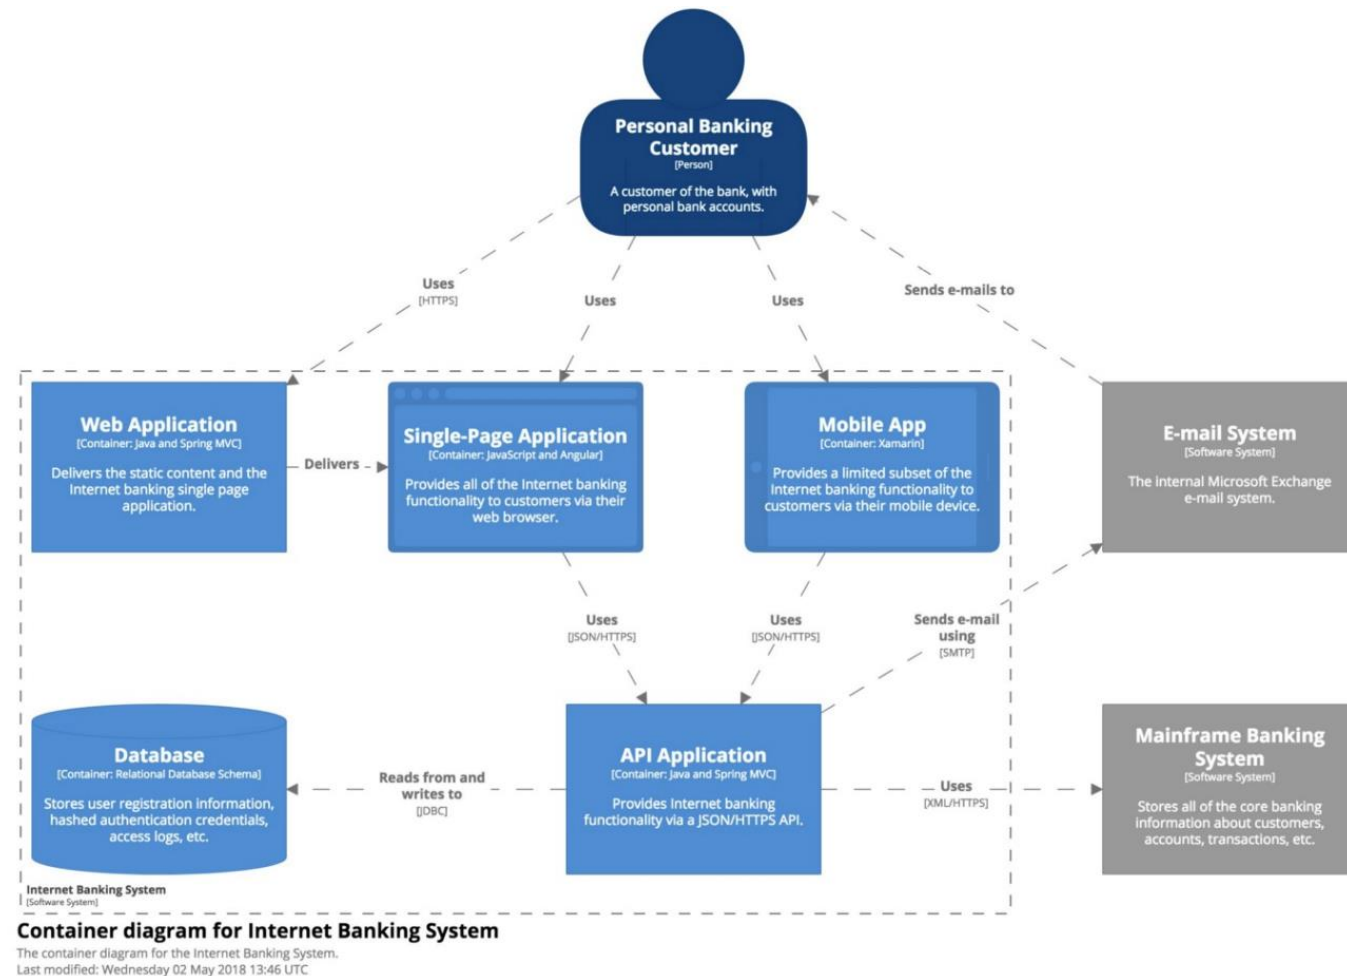 Personal Banking
Customer
[Person]
A customer of the bank, with
personal bank accounts.
Uses
[HTTPS]
Uses
Uses
Sends e-mails to
Web Application
[Container: Java and Spring MVC]
Delivers the static content and the
Internet banking single page
application.
Delivers
Single-Page Application
[Container: JavaScript and Angular]
Provides all of the Internet banking
functionality to customers via their
web browser.
Mobile App
[Container: Xamarin]
Provides a limited subset of the
Internet banking functionality to
customers via their mobile device.
E-mail System
[Software System]
The internal Microsoft Exchange
e-mail system.
Uses
[JSON/HTTPS]
Uses
[JSON/HTTPS]
Sends e-mail
using
[SMTP]
Database
[Container: Relational Database Schema]
Stores user registration information,
hashed authentication credentials,
access logs, etc.
Reads from and
writes to
[JDBC]
API Application
[Container: Java and Spring MVC]
Provides Internet banking
functionality via a JSON/HTTPS API.
Uses
[XML/HTTPS]
Mainframe Banking
System
[Software System]
Stores all of the core banking
information about customers,
accounts, transactions, etc.
Internet Banking System
[Software System]
Container diagram for Internet Banking System
The container diagram for the Internet Banking System.
Last modified: Wednesday 02 May 2018 13:46 UTC